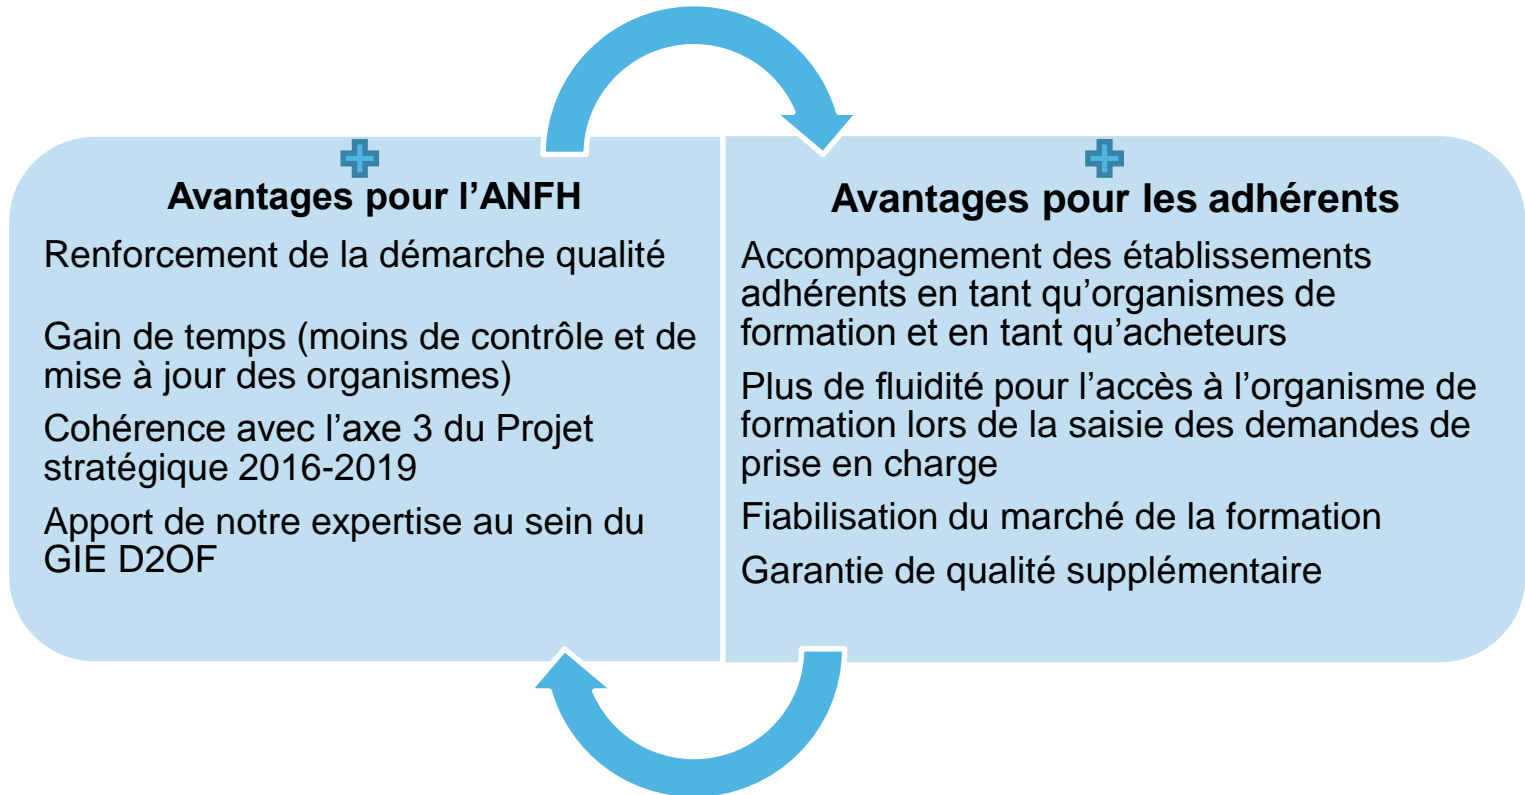 Avantages pour l’ANFH
Renforcement de la démarche qualité
Gain de temps (moins de contrôle et de
mise à jour des organismes)
Cohérence avec l’axe 3 du Projet
stratégique 2016-2019
Apport de notre expertise au sein du
GIE D2OF
Avantages pour les adhérents
Accompagnement des établissements
adhérents en tant qu’organismes de
formation et en tant qu’acheteurs
Plus de fluidité pour l’accès à l’organisme de
formation lors de la saisie des demandes de
prise en charge
Fiabilisation du marché de la formation
Garantie de qualité supplémentaire